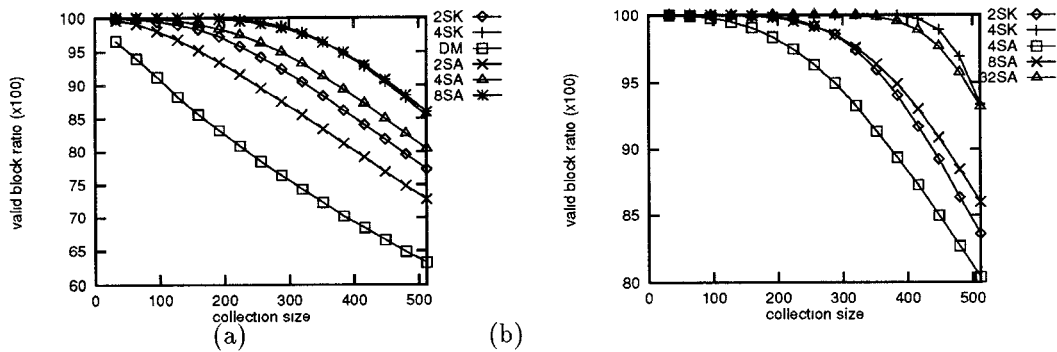 100
95
90
85
80
75
70
65
60
valid block ratio (x100)
0 100 200 300 400 500
collection size
2SK
4SK
DM
2SA
4SA
8SA
(a)
100
95
90
85
80
valid block ratio (x100)
0 100 200 300 400 500
collection size
2SK
4SK
4SA
8SA
32SA
(b)